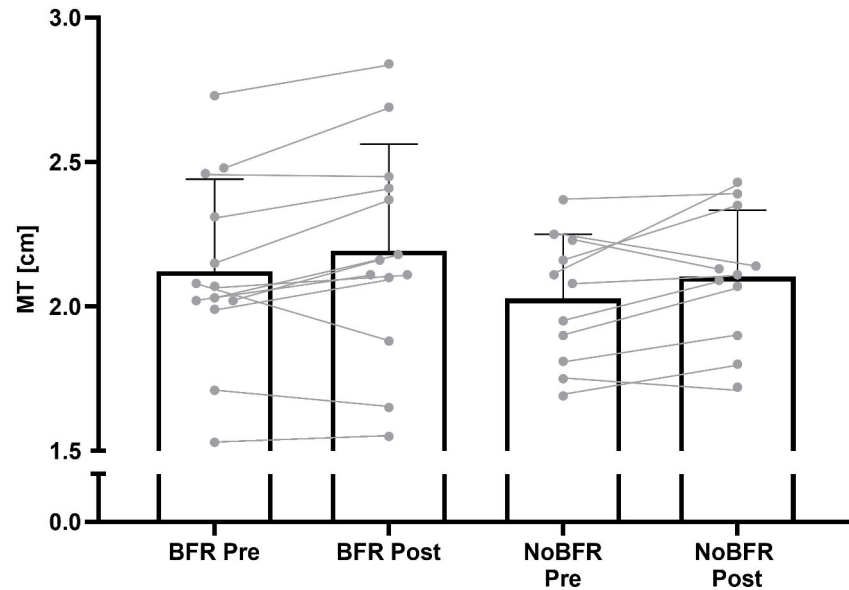 3.0
2.5
2.0
1.5
0.0
MT [cm]
BFR Pre
BFR Post
NoBFR
Pre
NoBFR
Post